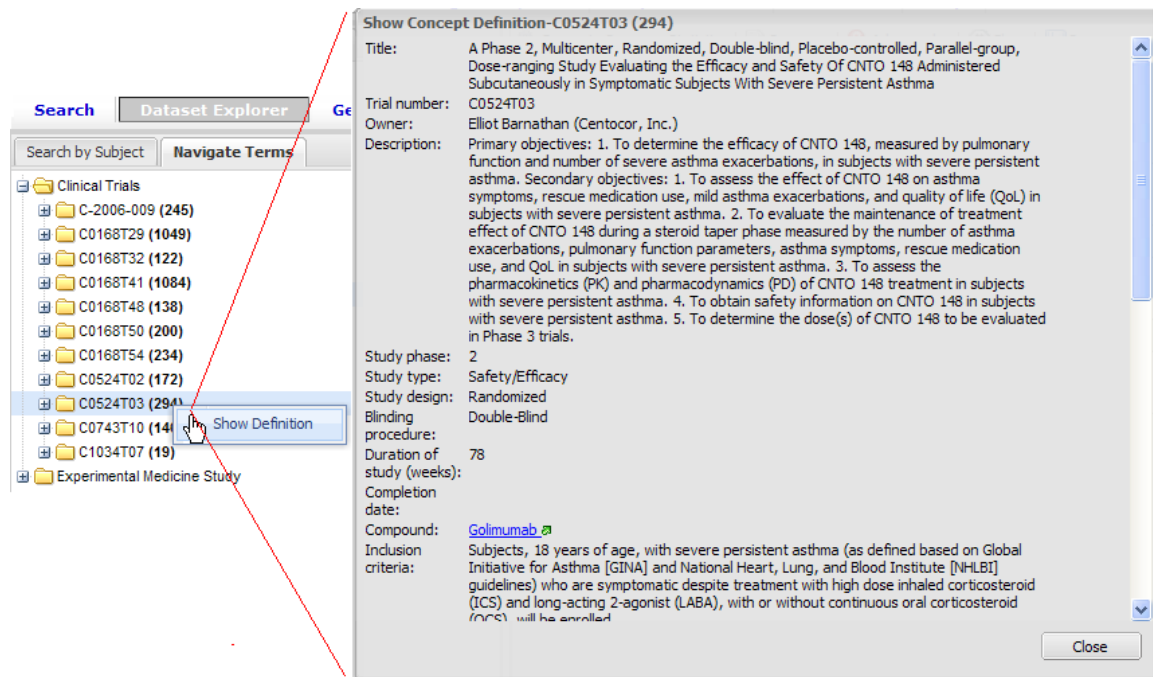 Search
Dataset Explorer
Ge
Search by Subject
Navigate Terms
Clinical Trials
C-2006-009 (245)
C0168T29 (1049)
C0168T32 (122)
C0168T41 (1084)
C0168T48 (138)
C0168T50 (200)
C0168T54 (234)
C0524T02 (172)
C0524T03 (294)
C0743T10
C1034T07 (19)
Experimental Medicine Study
Show Definition
Show Concept Definition-C0524T03 (294)
Title: A Phase 2, Multicenter, Randomized, Double-blind, Placebo-controlled, Parallel-group,
Dose-ranging Study Evaluating the Efficacy and Safety Of CNTO 148 Administered
Subcutaneously in Symptomatic Subjects With Severe Persistent Asthma
Trial number: C0524T03
Owner: Elliot Barnathan (Centocor, Inc.)
Description: Primary objectives: 1. To determine the efficacy of CNTO 148, measured by pulmonary
function and number of severe asthma exacerbations, in subjects with severe persistent
asthma. Secondary objectives: 1. To assess the effect of CNTO 148 on asthma
symptoms, rescue medication use, mild asthma exacerbations, and quality of life (QoL) in
subjects with severe persistent asthma. 2. To evaluate the maintenance of treatment
effect of CNTO 148 during a steroid taper phase measured by the number of asthma
exacerbations, pulmonary function parameters, asthma symptoms, rescue medication
use, and QoL in subjects with severe persistent asthma. 3. To assess the
pharmacokinetics (PK) and pharmacodynamics (PD) of CNTO 148 treatment in subjects
with severe persistent asthma. 4. To obtain safety information on CNTO 148 in subjects
with severe persistent asthma. 5. To determine the dose(s) of CNTO 148 to be evaluated
in Phase 3 trials.
Study phase: 2
Study type: Safety/Efficacy
Study design: Randomized
Blinding procedure: Double-Blind
Duration of study (weeks): 78
Completion date:
Compound: Golimumab
Inclusion criteria: Subjects, 18 years of age, with severe persistent asthma (as defined based on Global
Initiative for Asthma [GINA] and National Heart, Lung, and Blood Institute [NHLBI]
guidelines) who are symptomatic despite treatment with high dose inhaled corticosteroid
(ICS) and long-acting 2-agonist (LABA), with or without continuous oral corticosteroid
(OCS), will be enrolled
Close